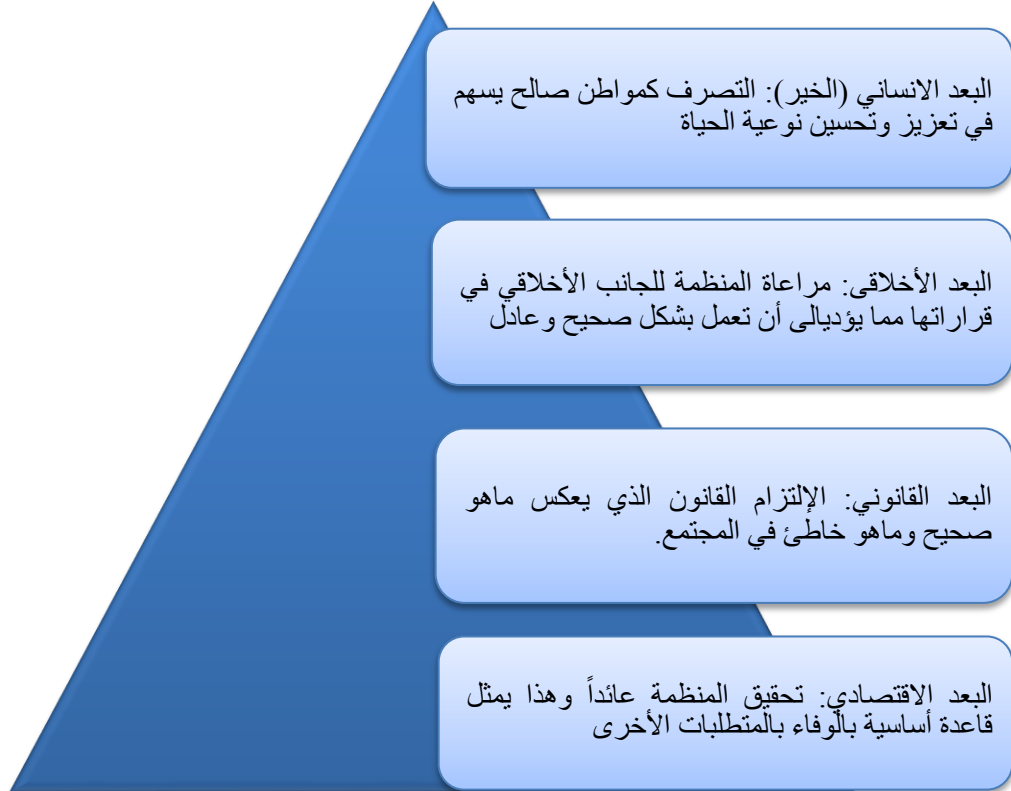 البعد الانساني (الخير): التصرف كمواطن صالح يسهم
في تعزيز وتحسين نوعية الحياة
البعد الأخلاقى: مراعاة المنظمة للجانب الأخلاقي في
قراراتها مما يؤديالى أن تعمل بشكل صحيح وعادل
البعد القانوني: الإلتزام القانون الذي يعكس ماهو
صحيح وماهو خاطئ في المجتمع.
البعد الاقتصادي: تحقيق المنظمة عائداً وهذا يمثل
قاعدة أساسية بالوفاء بالمتطلبات الأخرى